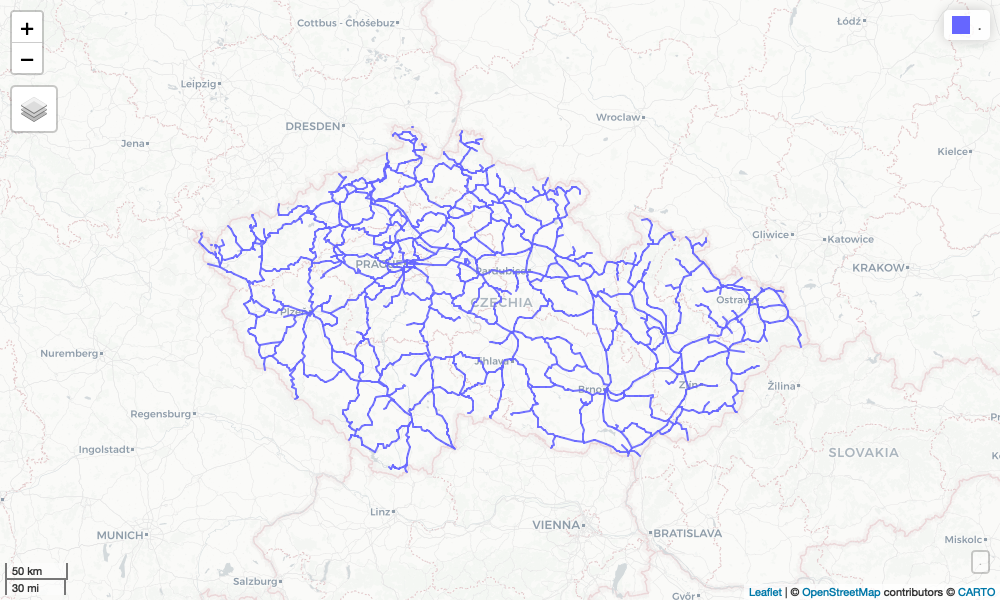 +
−
Cottbus - Chóśebuz
Łódź
.
Leipzig
DRESDEN
Wroclaw
Jena
Kielce
Gliwice
Katowice
KRAKOW
PRAGUE
Pardubice
CZECHIA
Ostrava
Plzeň
Nuremberg
Jihlava
Brno
Zlín
Žilina
Regensburg
Ingolstadt
SLOVAKIA
Linz
VIENNA
BRATISLAVA
MUNICH
Miskolc
Salzburg
Győr
50 km
30 mi
Leaflet | © OpenStreetMap contributors © CARTO